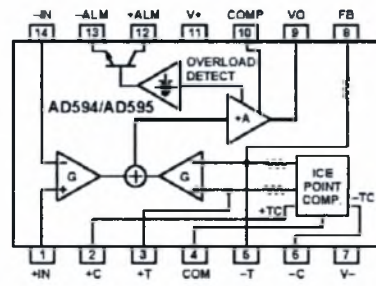 –IN –ALM +ALM V+ COMP VO FB
14 13 12 11 10 9 8
OVERLOAD
DETECT
AD594/AD595
+A
G G
ICE
POINT
COMP.
+TC –TC
1 2 3 4 5 6 7
+IN +C +T COM –T –C V–